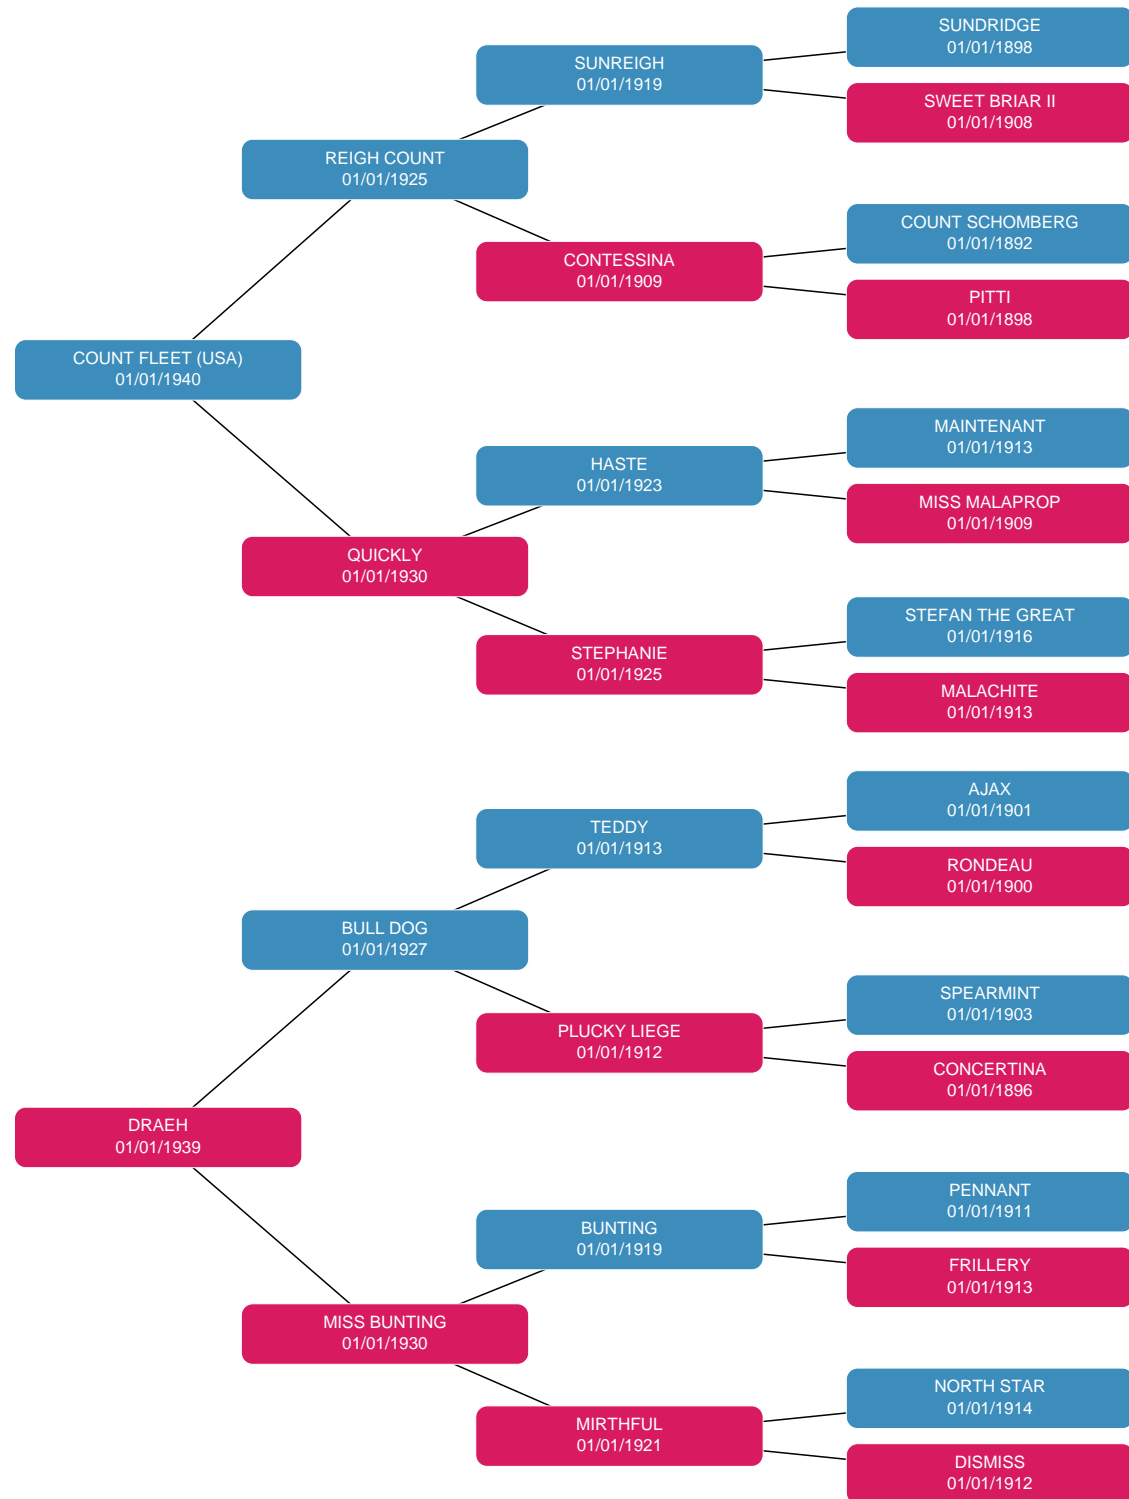 SUNDRIDGE
01/01/1898
SUNREIGH
01/01/1919
SWEET BRIAR II
01/01/1908
REIGH COUNT
01/01/1925
COUNT SCHOMBERG
01/01/1892
CONTESSINA
01/01/1909
PITTI
01/01/1898
COUNT FLEET (USA)
01/01/1940
MAINTENANT
01/01/1913
HASTE
01/01/1923
MISS MALAPROP
01/01/1909
QUICKLY
01/01/1930
STEFAN THE GREAT
01/01/1916
STEPHANIE
01/01/1925
MALACHITE
01/01/1913
AJAX
01/01/1901
TEDDY
01/01/1913
RONDEAU
01/01/1900
BULL DOG
01/01/1927
SPEARMINT
01/01/1903
PLUCKY LIEGE
01/01/1912
CONCERTINA
01/01/1896
DRAEH
01/01/1939
PENNANT
01/01/1911
BUNTING
01/01/1919
FRILLERY
01/01/1913
MISS BUNTING
01/01/1930
NORTH STAR
01/01/1914
MIRTHFUL
01/01/1921
DISMISS
01/01/1912